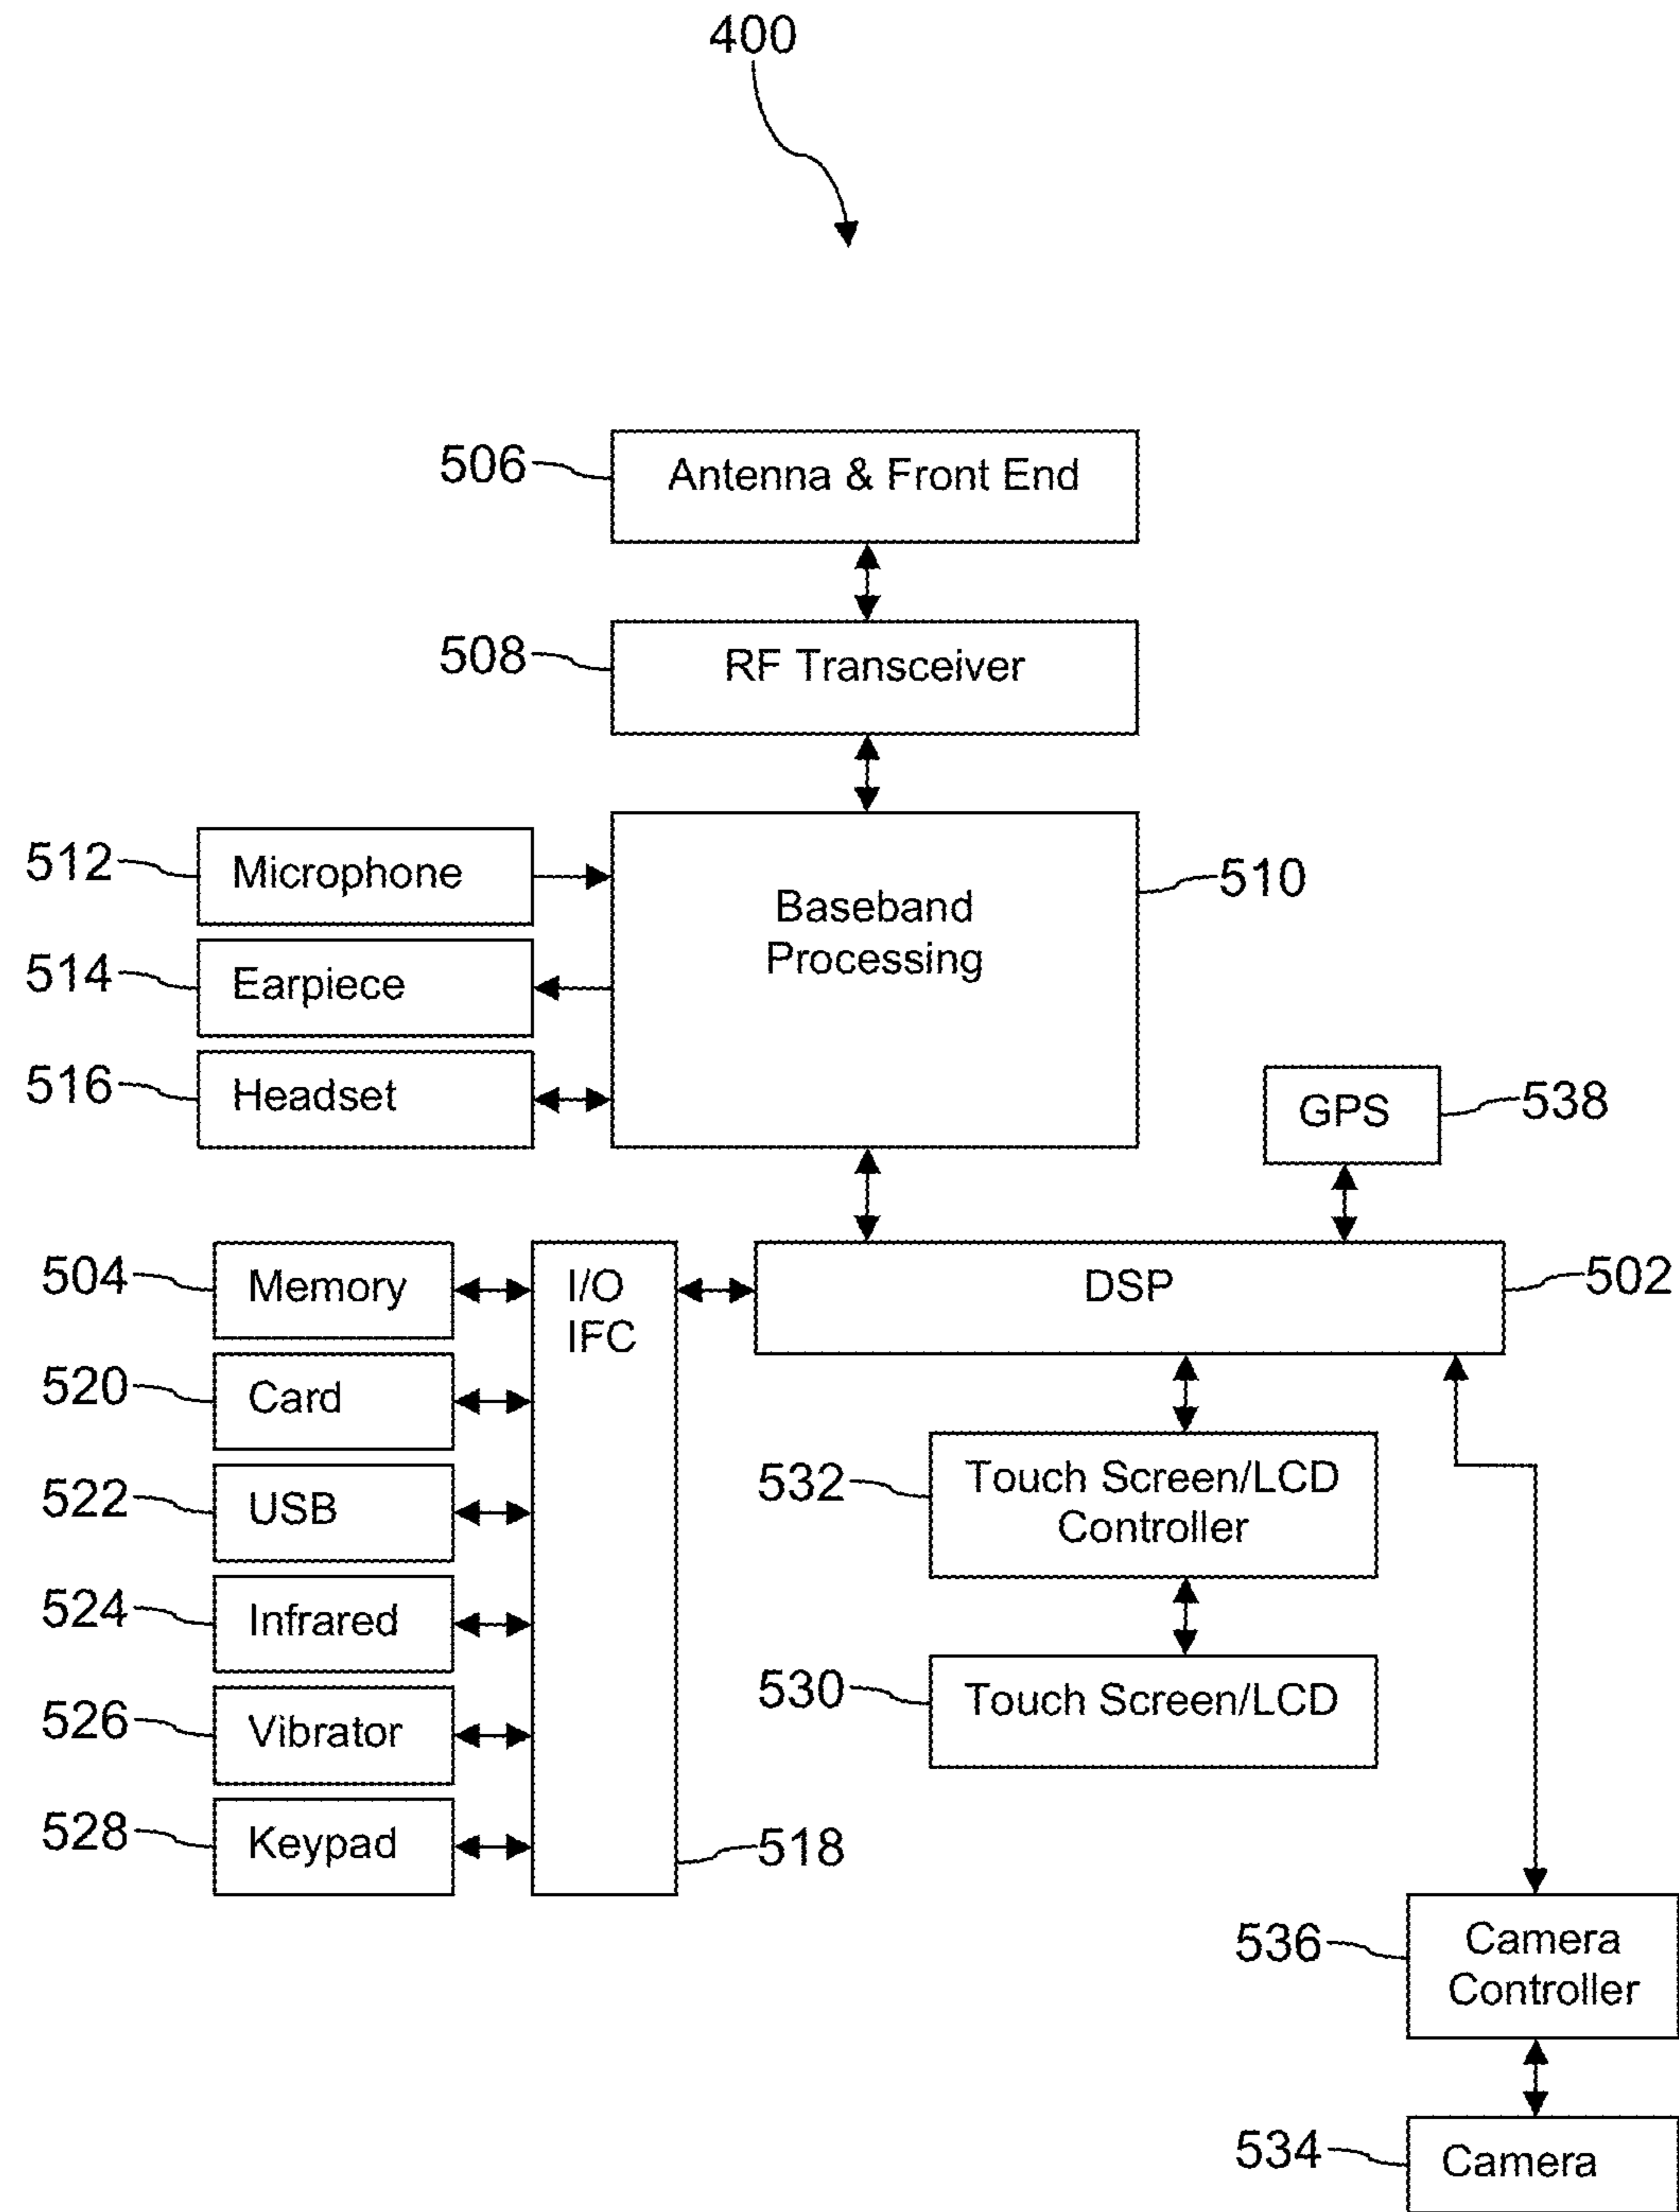 400
506
Antenna & Front End
508
RF Transceiver
512
Microphone
Baseband
Processing
510
514
Earpiece
516
Headset
GPS
538
504
Memory
I/O
IFC
DSP
502
520
Card
522
USB
532
Touch Screen/LCD
Controller
524
Infrared
530
Touch Screen/LCD
526
Vibrator
528
Keypad
518
536
Camera
Controller
534
Camera